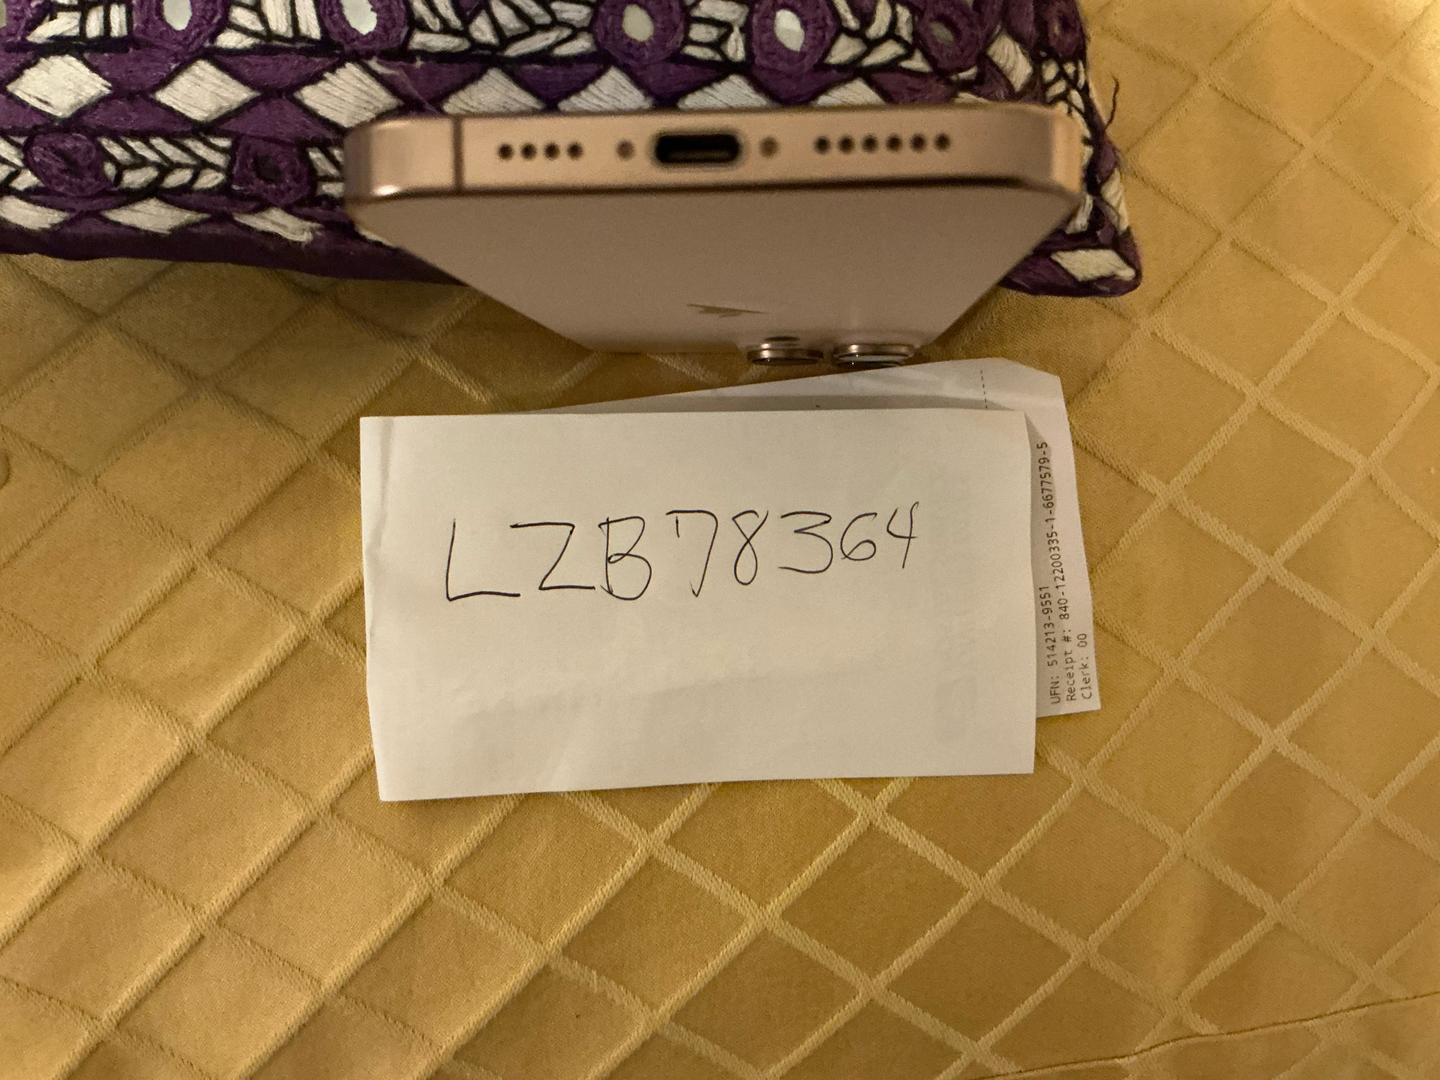 LZB78364
UFN: 514213-9551
Receipt #: 840-12200335-1-6677579-5
Clerk: 00